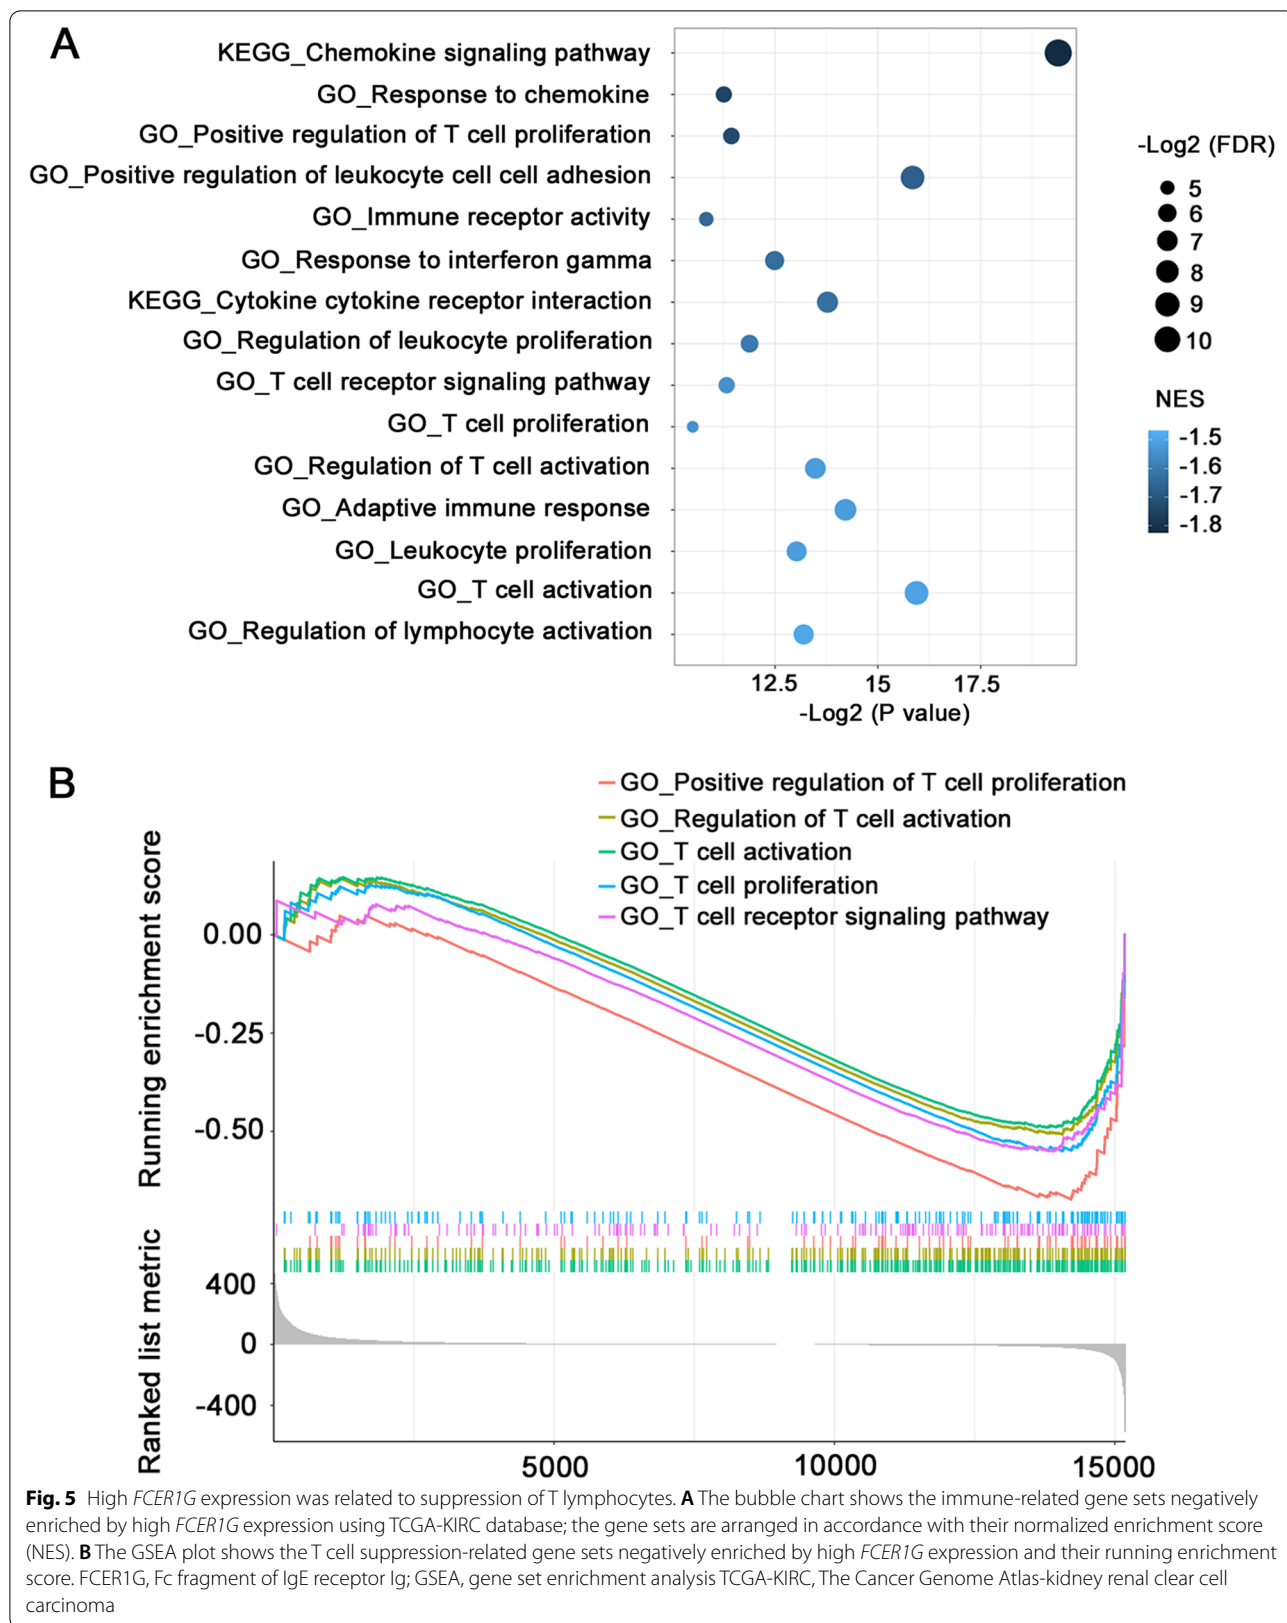 A
KEGG_Chemokine signaling pathway
GO_Response to chemokine
GO_Positive regulation of T cell proliferation
GO_Positive regulation of leukocyte cell cell adhesion
GO_Immune receptor activity
GO_Response to interferon gamma
KEGG_Cytokine cytokine receptor interaction
GO_Regulation of leukocyte proliferation
GO_T cell receptor signaling pathway
GO_T cell proliferation
GO_Regulation of T cell activation
GO_Adaptive immune response
GO_Leukocyte proliferation
GO_T cell activation
GO_Regulation of lymphocyte activation
12.5 15 17.5
-Log2 (P value)
-Log2 (FDR)
5
6
7
8
9
10
NES
-1.5
-1.6
-1.7
-1.8
B
GO_Positive regulation of T cell proliferation
GO_Regulation of T cell activation
GO_T cell activation
GO_T cell proliferation
GO_T cell receptor signaling pathway
Running enrichment score
0.00
-0.25
-0.50
Ranked list metric
400
0
-400
5000 10000 15000
Fig. 5 High FCER1G expression was related to suppression of T lymphocytes. A The bubble chart shows the immune-related gene sets negatively
enriched by high FCER1G expression using TCGA-KIRC database; the gene sets are arranged in accordance with their normalized enrichment score
(NES). B The GSEA plot shows the T cell suppression-related gene sets negatively enriched by high FCER1G expression and their running enrichment
score. FCER1G, Fc fragment of IgE receptor Ig; GSEA, gene set enrichment analysis TCGA-KIRC, The Cancer Genome Atlas-kidney renal clear cell
carcinoma